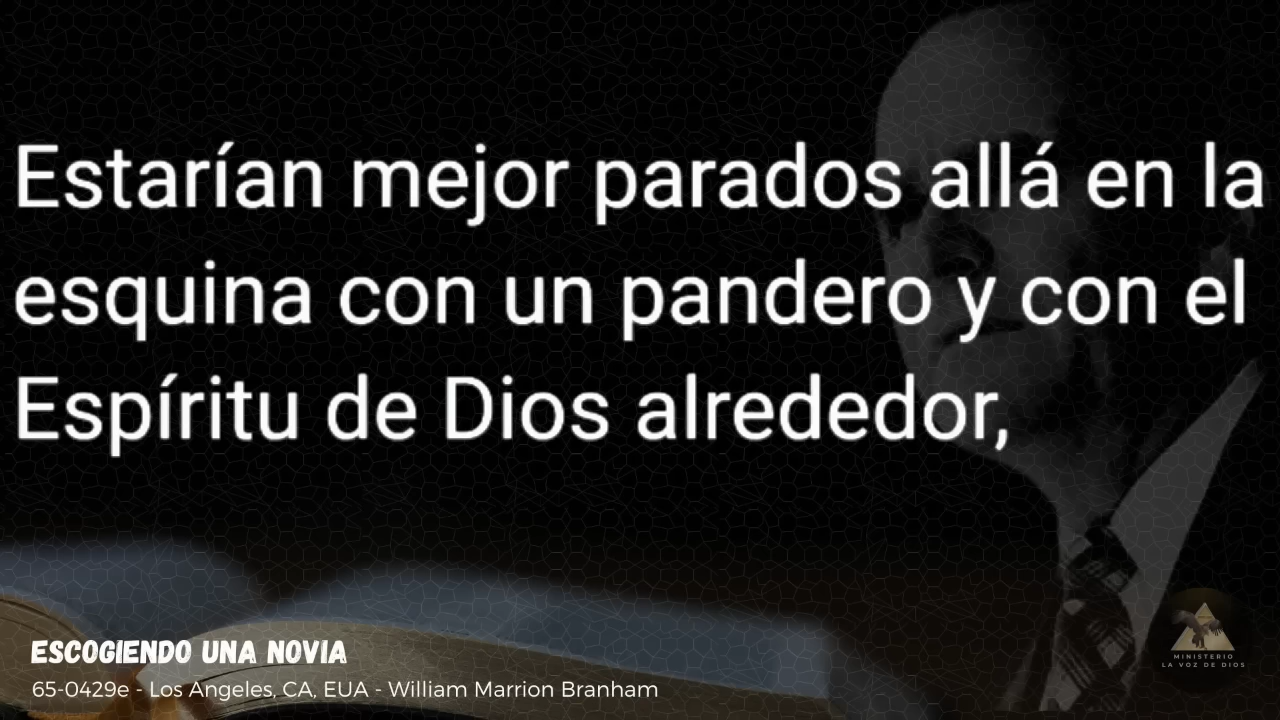 Estarían mejor parados allá en la
esquina con un pandero y con el
Espíritu de Dios alrededor,
ESCOGIENDO UNA NOVIA
65-0429e - Los Angeles, CA, EUA - William Marrion Branham
MINISTERIO
LA VOZ DE DIOS